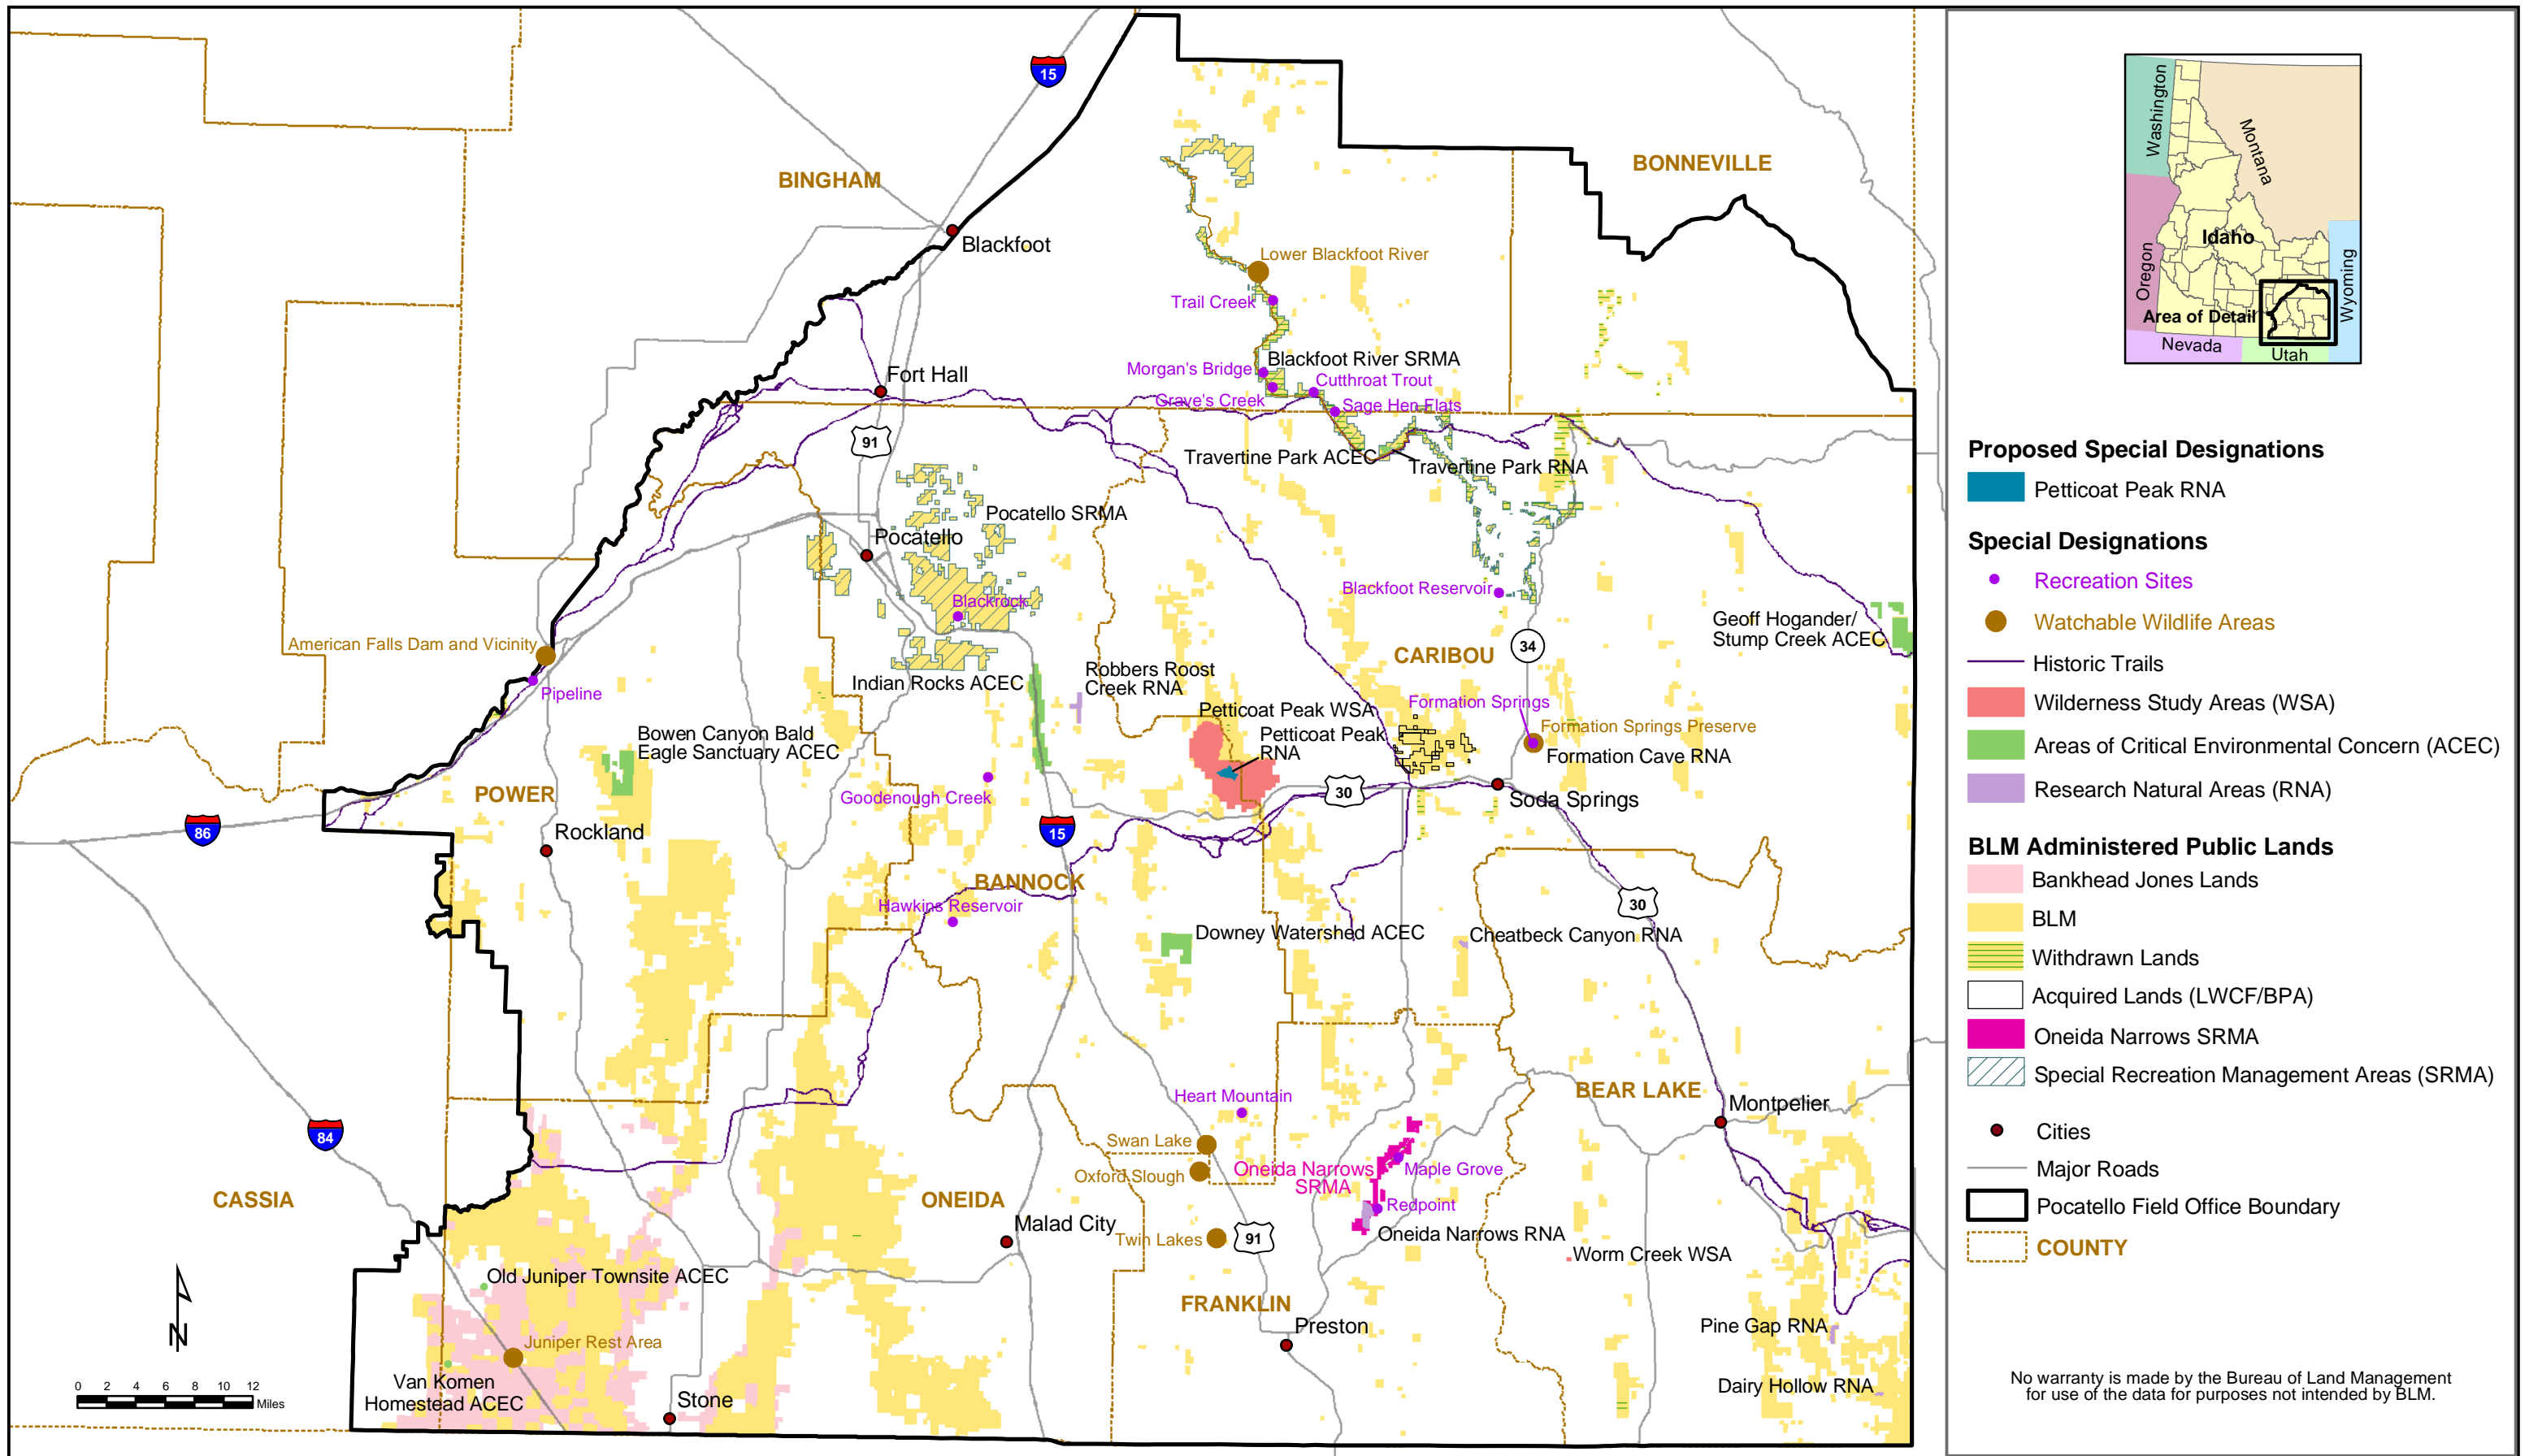 15
BINGHAM
BONNEVILLE
Blackfoot
Lower Blackfoot River
Trail Creek
Blackfoot River SRMA
Morgan's Bridge
Cutthroat Trout
Grave's Creek
Sage Hen Flats
Fort Hall
91
Travertine Park ACEC
Travertine Park RNA
Pocatello SRMA
Pocatello
Blackrock
Blackfoot Reservoir
Geoff Hogander/
Stump Creek ACEC
American Falls Dam and Vicinity
Pipeline
CARIBOU
34
Indian Rocks ACEC
Robbers Roost
Creek RNA
Petticoat Peak WSA
Petticoat Peak
RNA
Formation Springs
Formation Springs Preserve
Formation Cave RNA
Bowen Canyon Bald
Eagle Sanctuary ACEC
Goodenough Creek
POWER
Rockland
86
15
30
Soda Springs
BANNOCK
Hawkins Reservoir
30
Downey Watershed ACEC
Cheatbeck Canyon RNA
84
Heart Mountain
BEAR LAKE
Montpelier
Swan Lake
Oxford Slough
Oneida Narrows
SRMA
Maple Grove
Redpoint
CASSIA
ONEIDA
Malad City
Twin Lakes
91
Oneida Narrows RNA
Worm Creek WSA
Old Juniper Townsite ACEC
FRANKLIN
Preston
Pine Gap RNA
Juniper Rest Area
Van Komen
Homestead ACEC
Stone
Dairy Hollow RNA
N
0 2 4 6 8 10 12
Miles
Washington
Montana
Oregon
Idaho
Wyoming
Area of Detail
Nevada
Utah
Proposed Special Designations
Petticoat Peak RNA
Special Designations
Recreation Sites
Watchable Wildlife Areas
Historic Trails
Wilderness Study Areas (WSA)
Areas of Critical Environmental Concern (ACEC)
Research Natural Areas (RNA)
BLM Administered Public Lands
Bankhead Jones Lands
BLM
Withdrawn Lands
Acquired Lands (LWCF/BPA)
Oneida Narrows SRMA
Special Recreation Management Areas (SRMA)
Cities
Major Roads
Pocatello Field Office Boundary
COUNTY
No warranty is made by the Bureau of Land Management
for use of the data for purposes not intended by BLM.